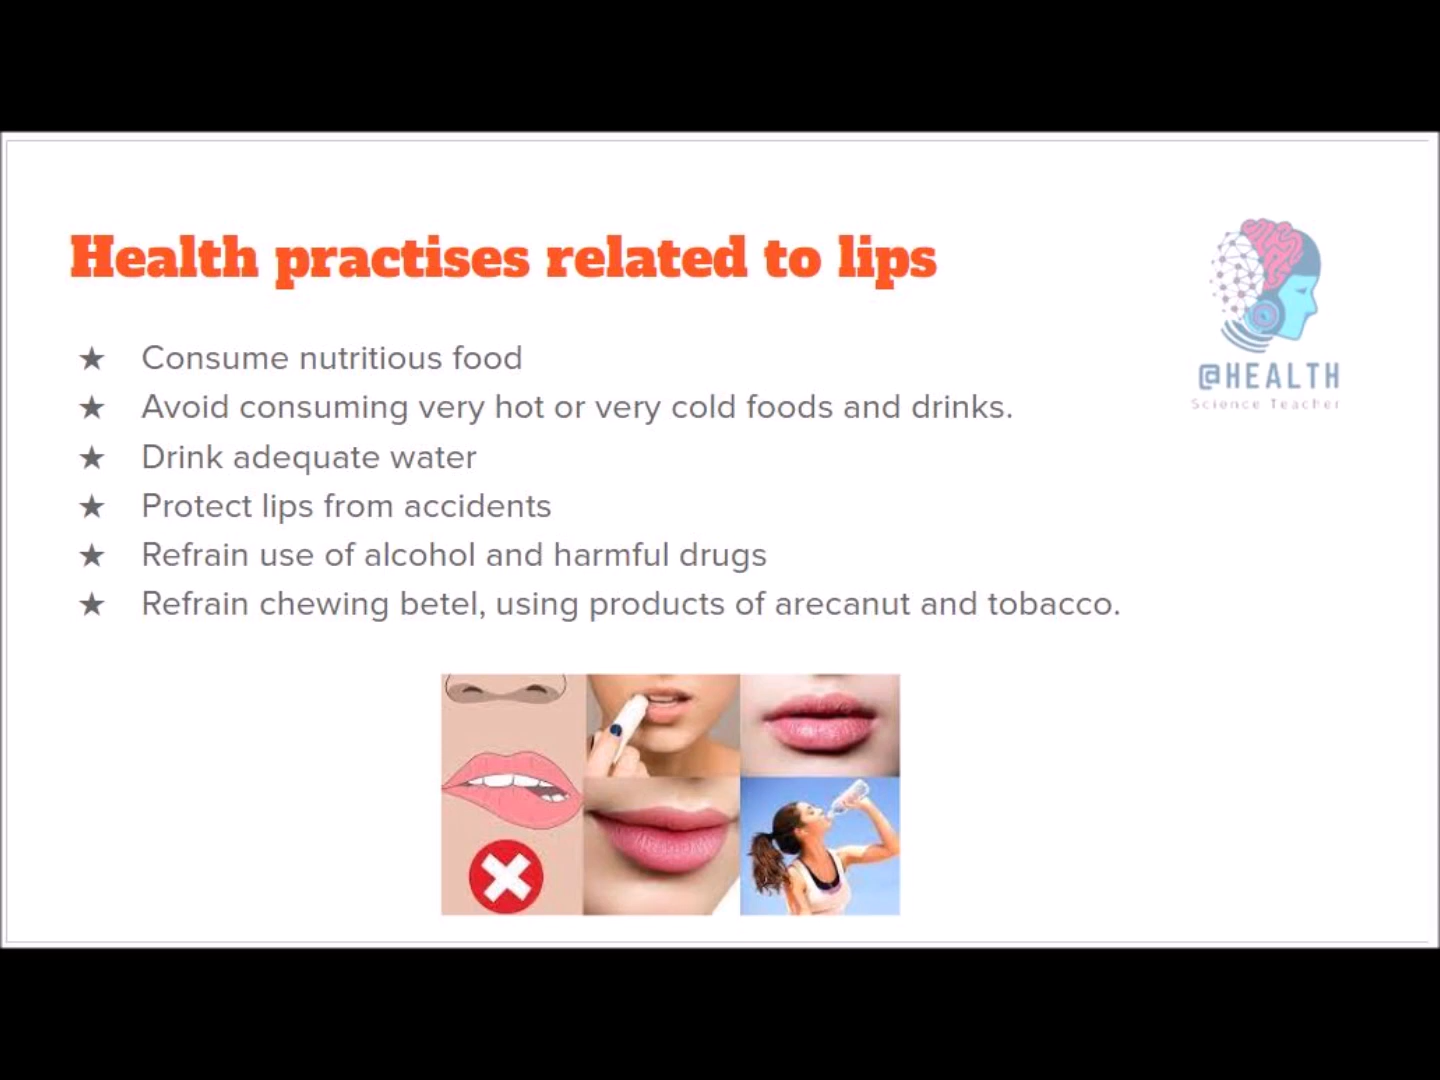 Health practises related to lips
★ Consume nutritious food
★ Avoid consuming very hot or very cold foods and drinks.
★ Drink adequate water
★ Protect lips from accidents
★ Refrain use of alcohol and harmful drugs
★ Refrain chewing betel, using products of arecanut and tobacco.
@HEALTH
Science Teacher